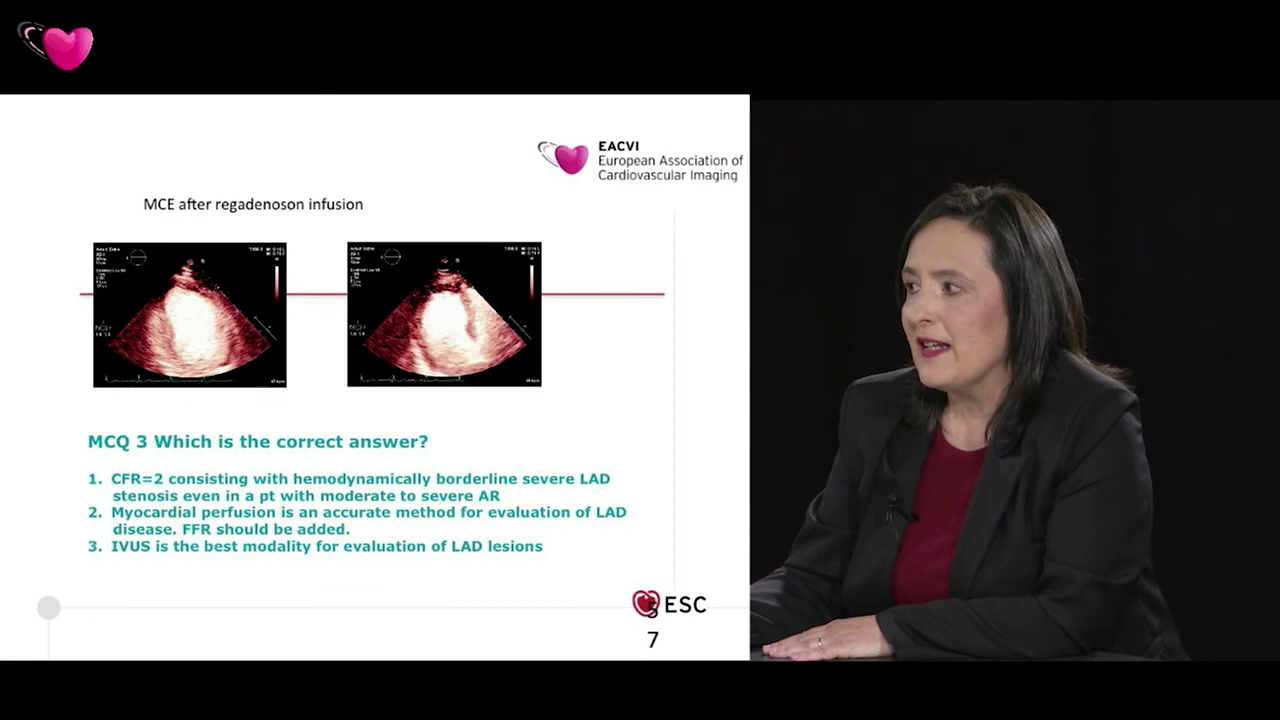 EACVI
European Association of
Cardiovascular Imaging
MCE after regadenoson infusion
MCQ 3 Which is the correct answer?
1. CFR=2 consisting with hemodynamically borderline severe LAD
stenosis even in a pt with moderate to severe AR
2. Myocardial perfusion is an accurate method for evaluation of LAD
disease. FFR should be added.
3. IVUS is the best modality for evaluation of LAD lesions
ESC
7